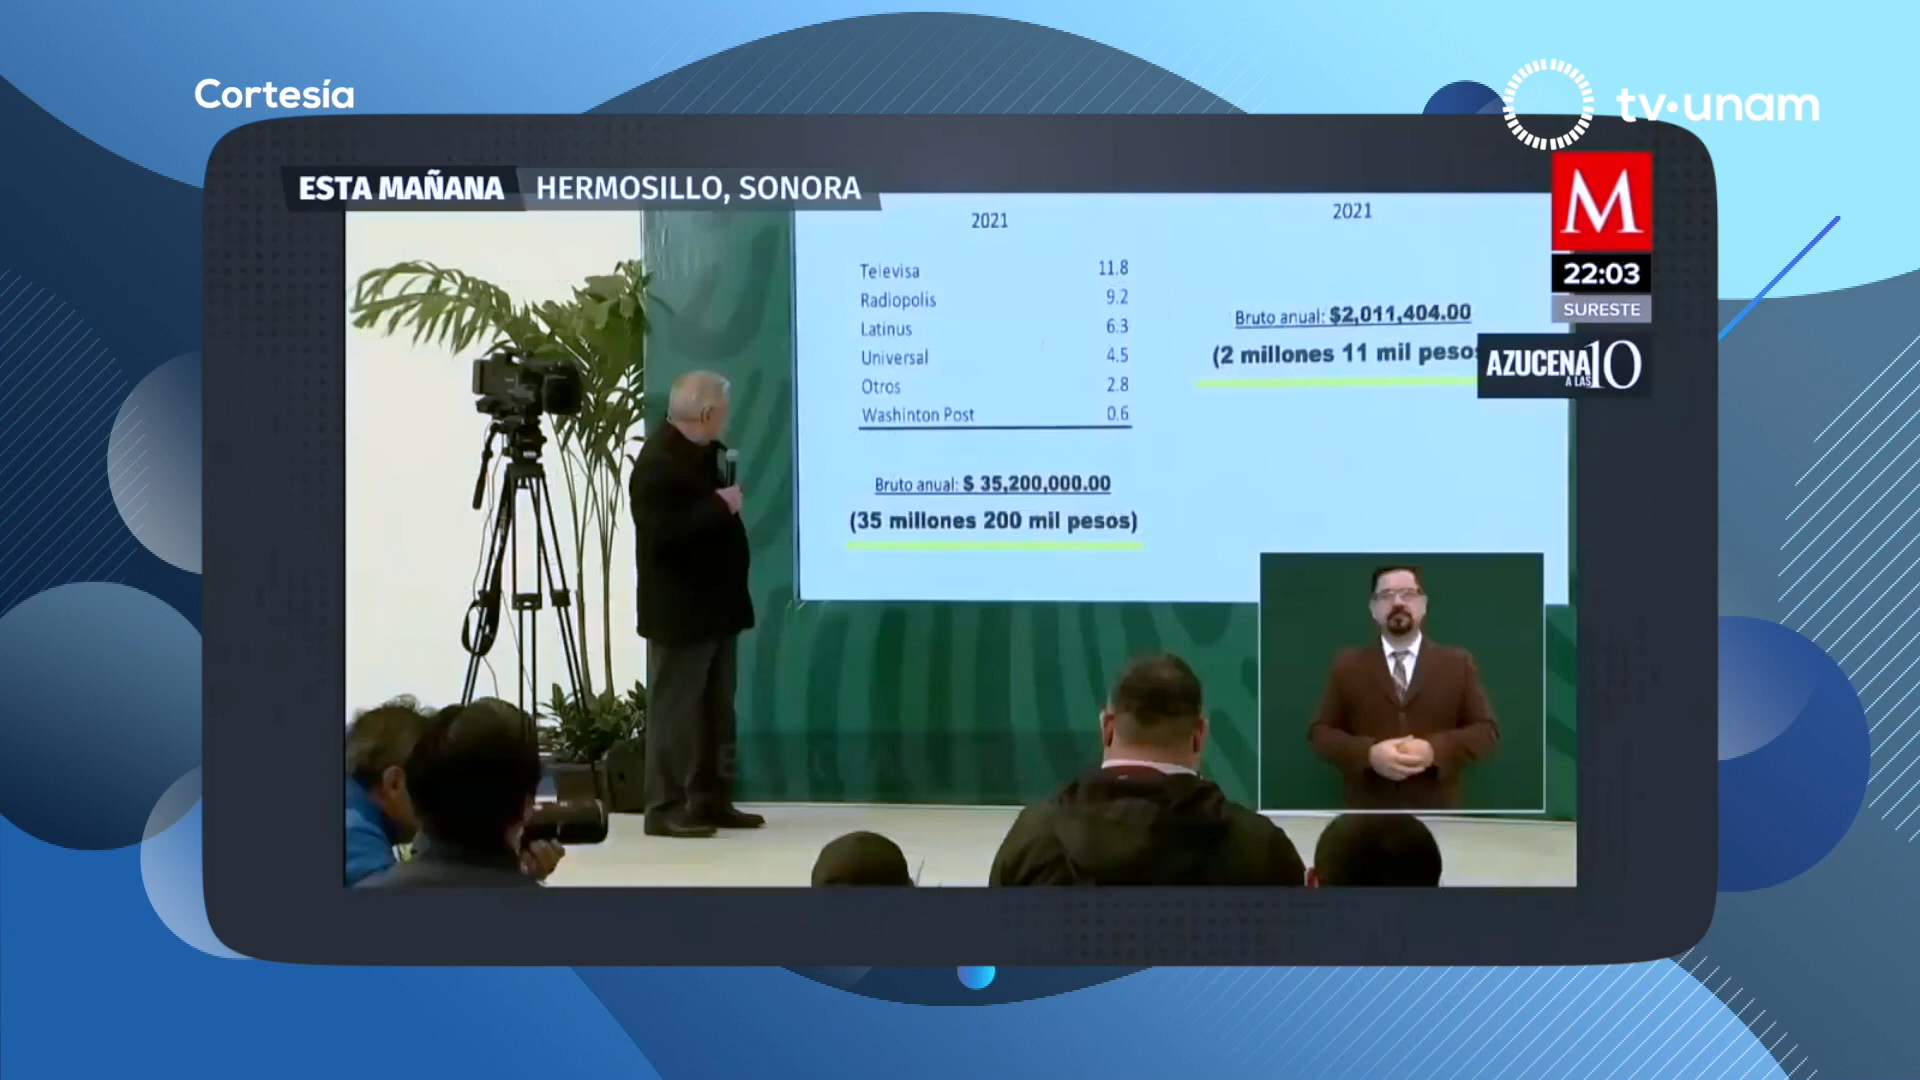 Cortesía
tv·unam
ESTA MAÑANA HERMOSILLO, SONORA
M
22:03
SURESTE
AZUCENA
A LAS 10
2021
Televisa 11.8
Radiopolis 9.2
Latinus 6.3
Universal 4.5
Otros 2.8
Washinton Post 0.6
Bruto anual: $ 35,200,000.00
(35 millones 200 mil pesos)
2021
Bruto anual: $2,011,404.00
(2 millones 11 mil pesos